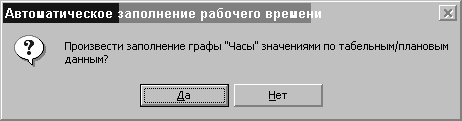 Автоматическое заполнение рабочего времени
Произвести заполнение графы "Часы" значениями по табельным/плановым
данным?
Да
Нет